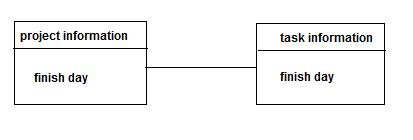 project information
task information
finish day
finish day